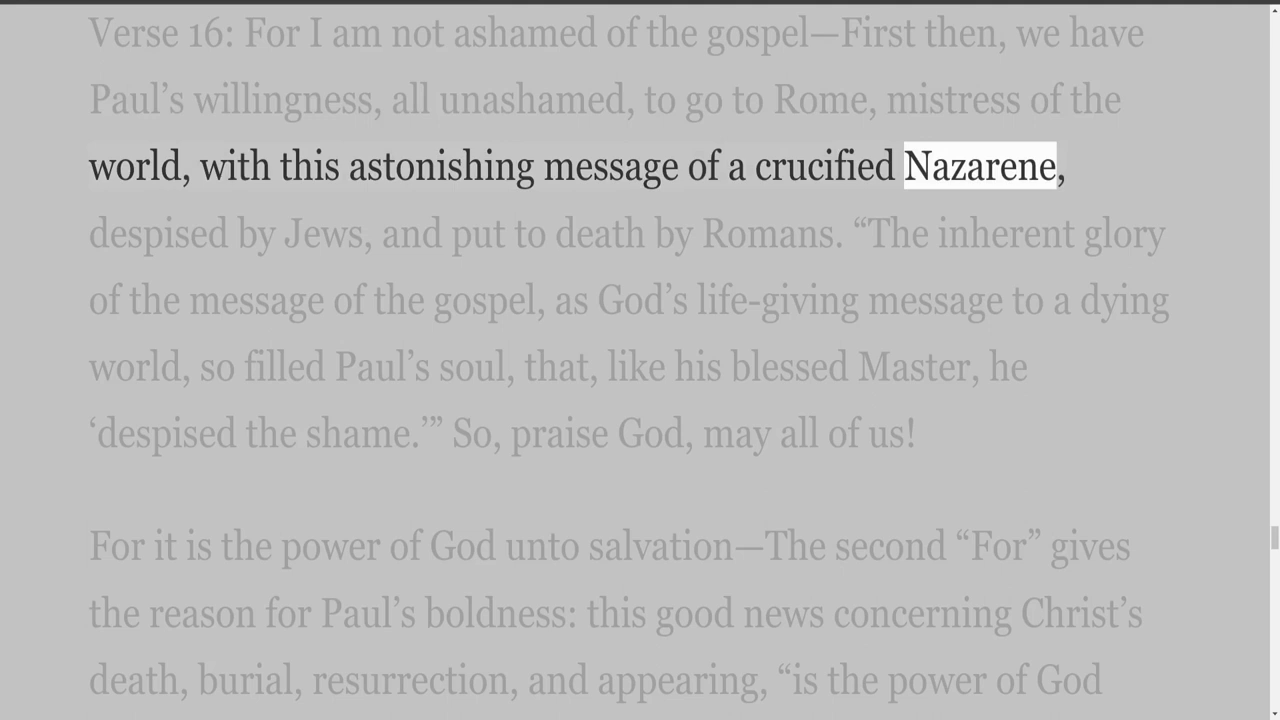 Verse 16: For I am not ashamed of the gospel—First then, we have
Paul’s willingness, all unashamed, to go to Rome, mistress of the
world, with this astonishing message of a crucified Nazarene,
despised by Jews, and put to death by Romans. “The inherent glory
of the message of the gospel, as God’s life-giving message to a dying
world, so filled Paul’s soul, that, like his blessed Master, he
‘despised the shame.’” So, praise God, may all of us!
For it is the power of God unto salvation—The second “For” gives
the reason for Paul’s boldness: this good news concerning Christ’s
death, burial, resurrection, and appearing, “is the power of God